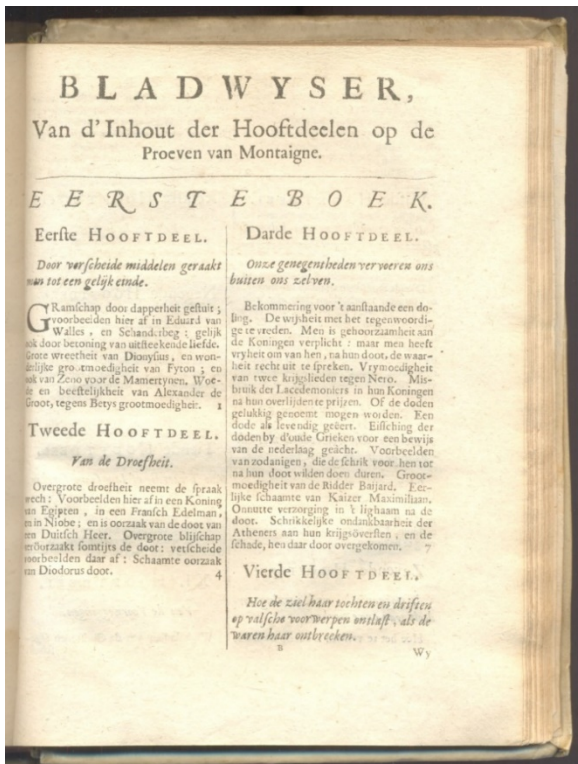 BLADWYSER,
Van d'Inhout der Hooftdeelen op de
Proeven van Montaigne.
EERSTE BOEK.
Eerste HOOFTDEEL.
Door verscheide middelen geraakt
men tot een gelijk einde.
GRamschap door dapperheit gestuit;
voorbeelden hier af in Eduard van
Walles, en Schanderbeg; gelijk
ook door betoning van uitsteekende liefde.
Grote wreetheit van Dionysius, en won-
derlijke grootmoedigheit van Fyton; en
ook van Zeno voor de Mamertynen. Woe-
de en beestelijkheit van Alexander de
Groot, tegens Betys grootmoedigheit. 1
Tweede HOOFTDEEL.
Van de Droefheit.
Overgrote droefheit neemt de spraak
wech: Voorbeelden hier af in een Koning
van Egipten, in een Fransch Edelman,
en in Niobe; en is oorzaak van de doot van
een Duitsch Heer. Overgrote blijschap
veröurzaakt somtijts de doot: verscheide
voorbeelden daar af: Schaamte oorzaak
van Diodorus doot. 4
Darde HOOFTDEEL.
Onze genegentheden vervoeren ons
buiten ons zelven.
Bekommering voor 't aanstaande een do-
ling. De wijsheit met het tegenwoordi-
ge te vreden. Men is gehoorzaamheit aan
de Koningen verplicht: maar men heeft
vryheit om van hen, na hun doot, de waar-
heit recht uit te spreken. Vrymoedigheit
van twee krijgslieden tegen Nero. Mis-
bruik der Lacedemoniers in hun Koningen
na hun overlijden te prijzen. Of de doden
gelukkig genoemt mogen worden. Een
dode als levendig geëert. Eissching der
doden by d'oude Grieken voor een bewijs
van de nederlaag geächt. Voorbeelden
van zodanigen, die de schrik voor hen tot
na hun doot wilden doen duren. Groot-
moedigheit van de Ridder Baijard. Eer-
lijke schaamte van Kaizer Maximiliaan.
Onnutte verzorging in 't lighaam na de
doot. Schrikkelijke ondankbaarheit der
Atheners aan hun krijgsöversten, en de
schade, hen daar door overgekomen. 7
Vierde HOOFTDEEL.
Hoe de ziel haar tochten en driften
op valsche voorwerpen ontlast, als de
waren haar ontbreeken.
B
Wy